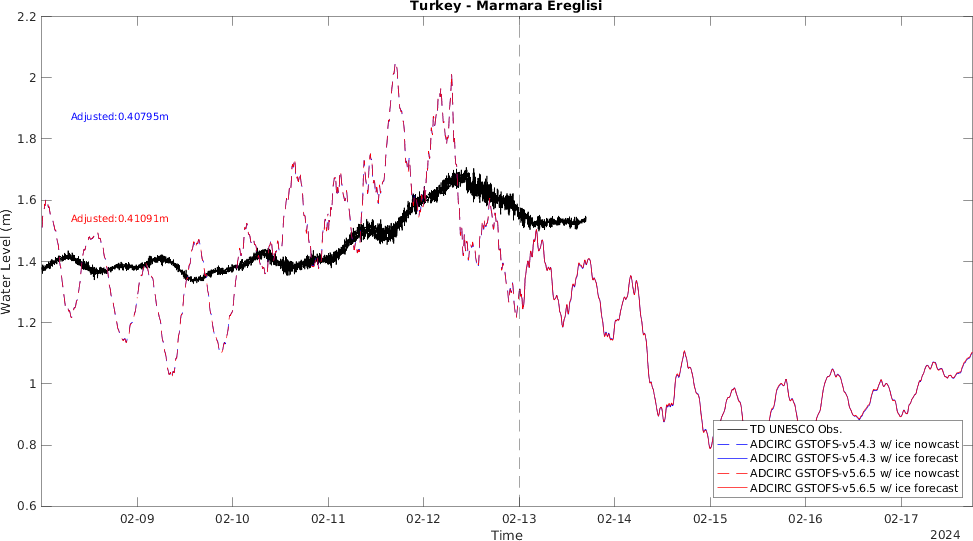 Turkey - Marmara Ereglisi
2.2
2
1.8
1.6
1.4
1.2
1
0.8
0.6
Water Level (m)
Adjusted:0.40795m
Adjusted:0.41091m
TD UNESCO Obs.
ADCIRC GSTOFS-v5.4.3 w/ ice nowcast
ADCIRC GSTOFS-v5.4.3 w/ ice forecast
ADCIRC GSTOFS-v5.6.5 w/ ice nowcast
ADCIRC GSTOFS-v5.6.5 w/ ice forecast
02-09 02-10 02-11 02-12 02-13 02-14 02-15 02-16 02-17
Time
2024